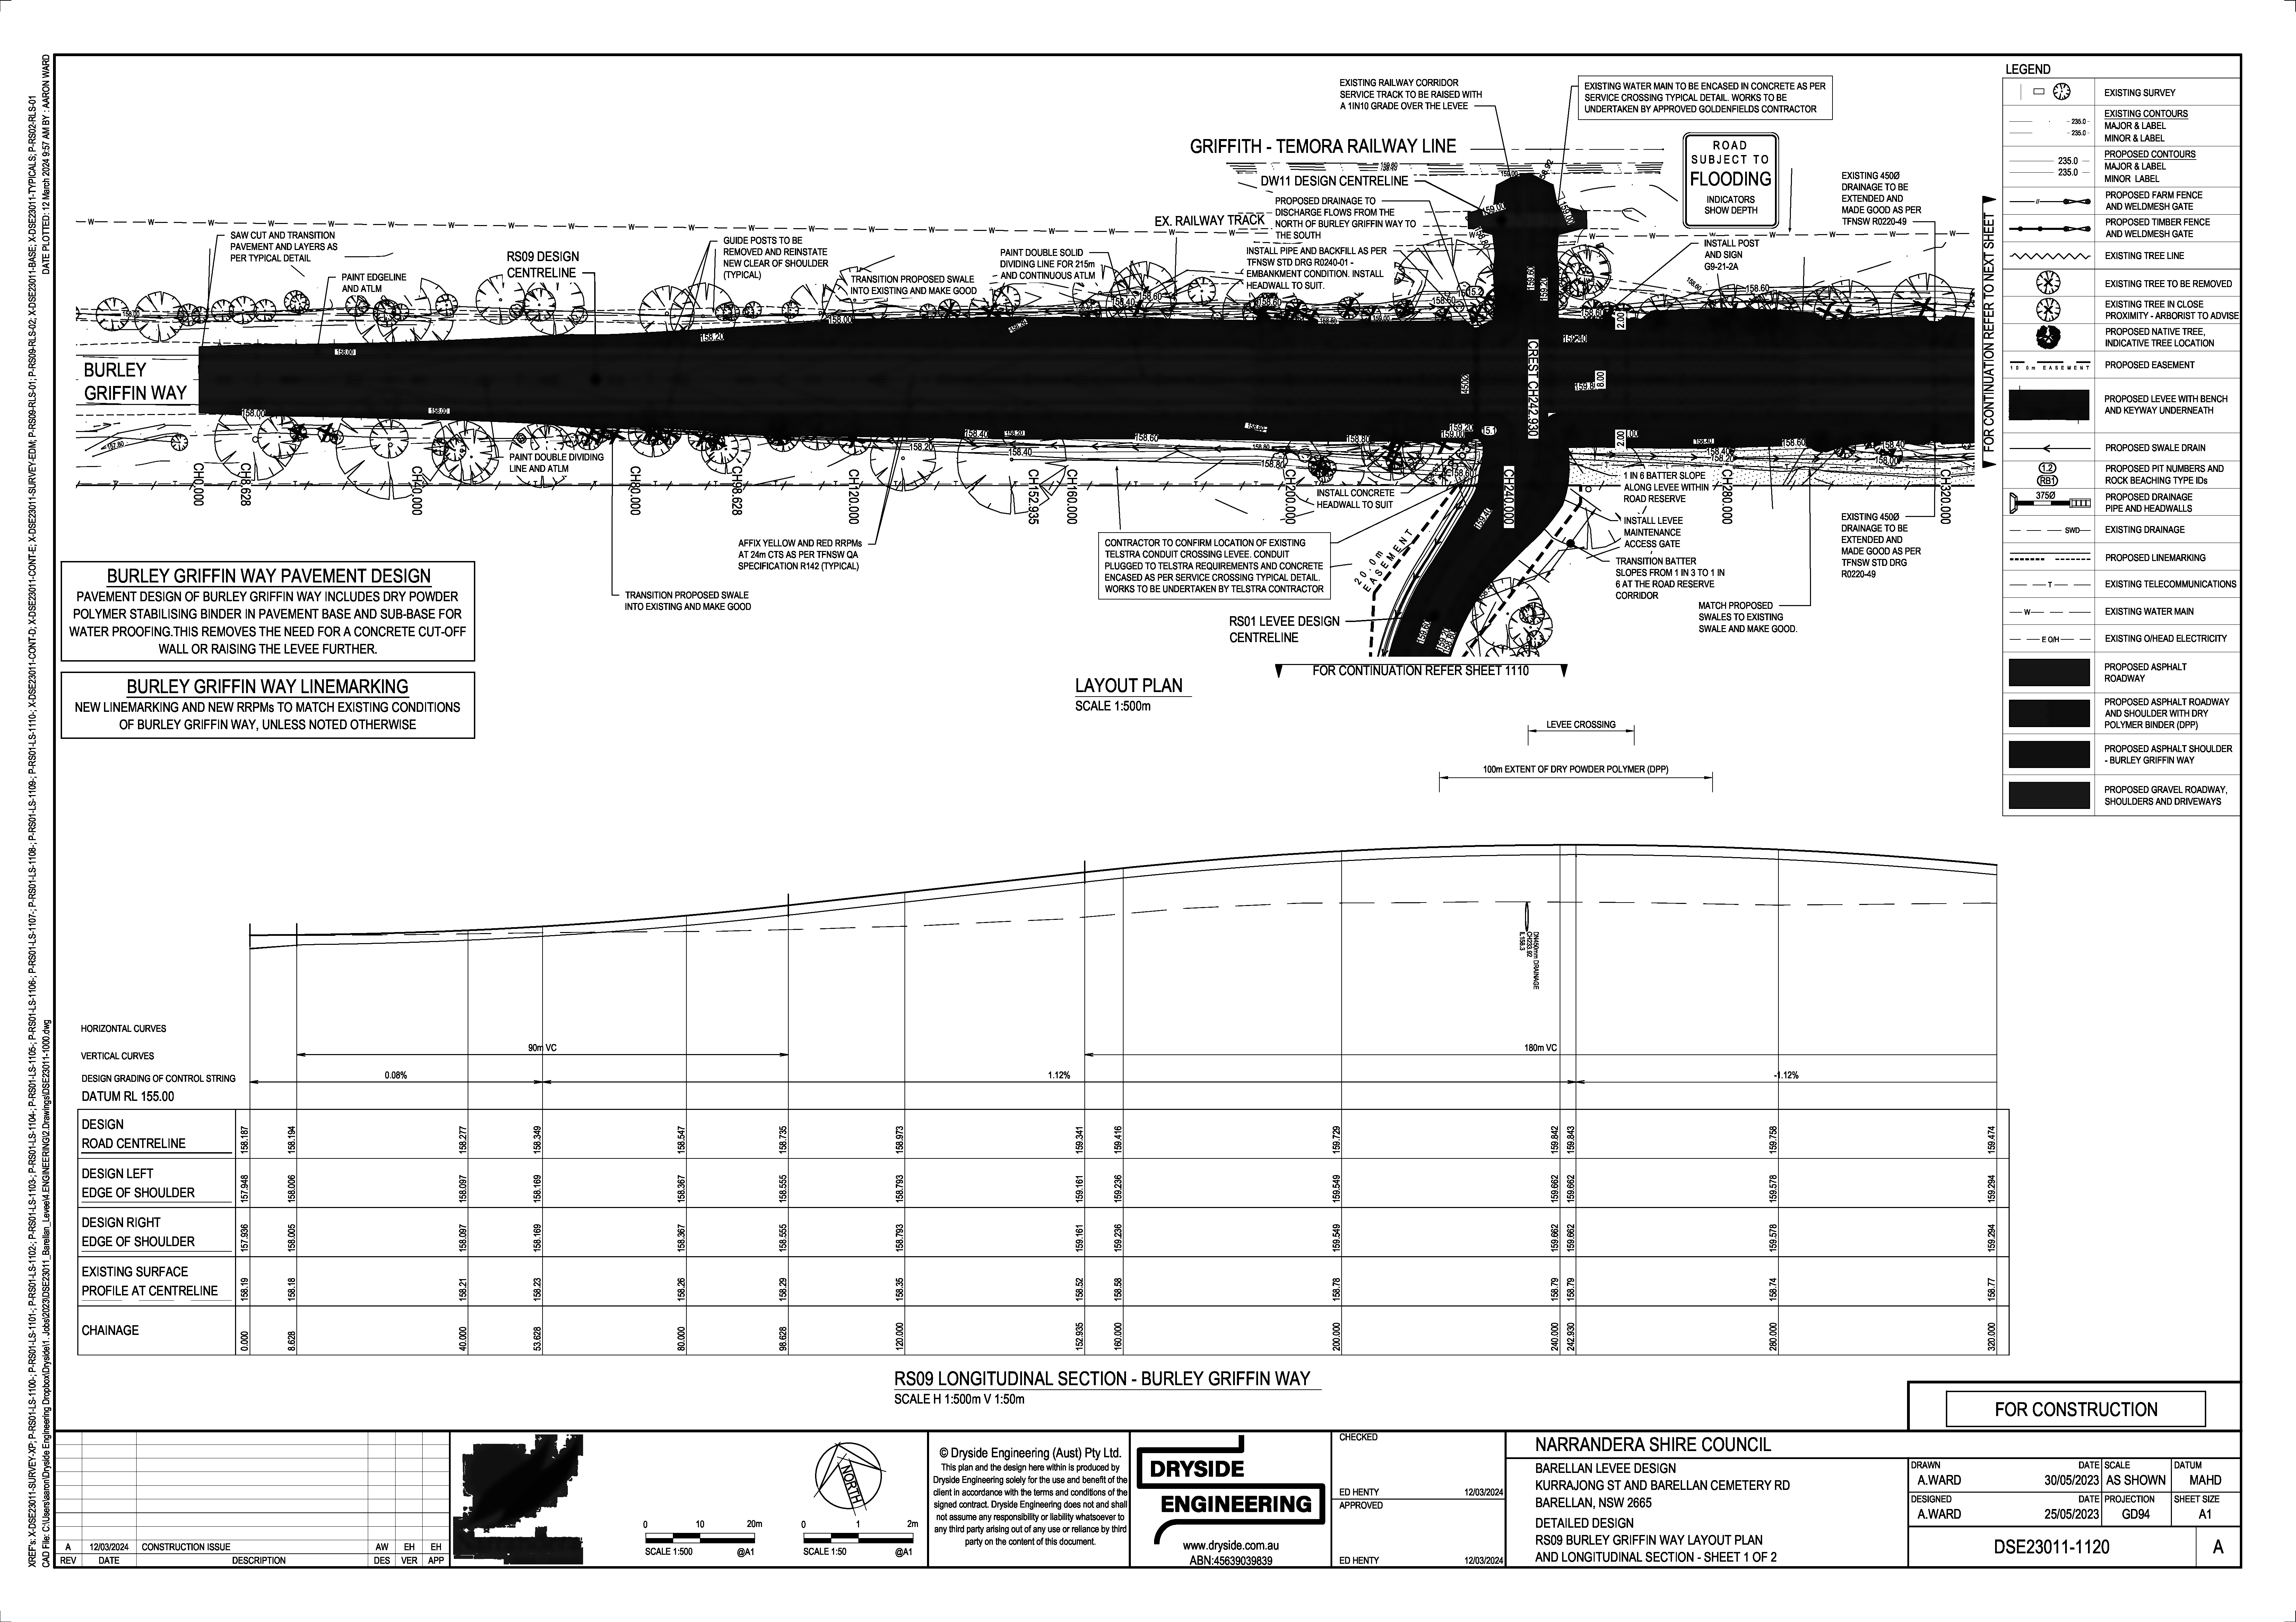 XREF's: X-DSE23011-SURVEY-XP; P-RS01-LS-1100-; P-RS01-LS-1101-; P-RS01-LS-1102-; P-RS01-LS-1103-; P-RS01-LS-1104-; X-DSE23011-CONT-D; X-DSE23011-CONT-E; X-DSE23011-SURVEY-EDM; P-RS09-RLS-01; P-RS09-RLS-02; X-DSE23011-BASE; X-DSE23011-TYPICALS; P-RS02-RLS-01
CAD File: C:\Users\aaron\Dryside Engineering Dropbox\Dryside\1. Jobs\2023\DSE23011_Barellan_Levee\4.ENGINEERING\2.Drawings\DSE23011-1000.dwg
DATE PLOTTED: 12 March 2024 9:57 AM BY : AARON WARD
EXISTING RAILWAY CORRIDOR
SERVICE TRACK TO BE RAISED WITH
A 1IN10 GRADE OVER THE LEVEE
EXISTING WATER MAIN TO BE ENCASED IN CONCRETE AS PER
SERVICE CROSSING TYPICAL DETAIL. WORKS TO BE
UNDERTAKEN BY APPROVED GOLDENFIELDS CONTRACTOR
GRIFFITH - TEMORA RAILWAY LINE
DW11 DESIGN CENTRELINE
ROAD
SUBJECT TO
FLOODING
INDICATORS
SHOW DEPTH
EXISTING 450Ø
DRAINAGE TO BE
EXTENDED AND
MADE GOOD AS PER
TFNSW R0220-49
PROPOSED DRAINAGE TO
DISCHARGE FLOWS FROM THE
NORTH OF BURLEY GRIFFIN WAY TO
THE SOUTH
EX. RAILWAY TRACK
INSTALL PIPE AND BACKFILL AS PER
TFNSW STD DRG R0240-01 -
EMBANKMENT CONDITION. INSTALL
HEADWALL TO SUIT.
INSTALL POST
AND SIGN
G9-21-2A
SAW CUT AND TRANSITION
PAVEMENT AND LAYERS AS
PER TYPICAL DETAIL
PAINT EDGELINE
AND ATLM
RS09 DESIGN
CENTRELINE
GUIDE POSTS TO BE
REMOVED AND REINSTATE
NEW CLEAR OF SHOULDER
(TYPICAL)
TRANSITION PROPOSED SWALE
INTO EXISTING AND MAKE GOOD
PAINT DOUBLE SOLID
DIVIDING LINE FOR 215m
AND CONTINUOUS ATLM
FOR CONTINUATION REFER TO NEXT SHEET
BURLEY
GRIFFIN WAY
CREST CH242.930
450Ø
PAINT DOUBLE DIVIDING
LINE AND ATLM
CH0.000
CH8.628
CH40.000
CH80.000
CH98.628
CH120.000
CH152.935
CH160.000
CH200.000
CH240.000
CH280.000
CH320.000
INSTALL CONCRETE
HEADWALL TO SUIT
1 IN 6 BATTER SLOPE
ALONG LEVEE WITHIN
ROAD RESERVE
INSTALL LEVEE
MAINTENANCE
ACCESS GATE
TRANSITION BATTER
SLOPES FROM 1 IN 3 TO 1 IN
6 AT THE ROAD RESERVE
CORRIDOR
EXISTING 450Ø
DRAINAGE TO BE
EXTENDED AND
MADE GOOD AS PER
TFNSW STD DRG
R0220-49
MATCH PROPOSED
SWALES TO EXISTING
SWALE AND MAKE GOOD.
AFFIX YELLOW AND RED RRPMs
AT 24m CTS AS PER TFNSW QA
SPECIFICATION R142 (TYPICAL)
TRANSITION PROPOSED SWALE
INTO EXISTING AND MAKE GOOD
CONTRACTOR TO CONFIRM LOCATION OF EXISTING
TELSTRA CONDUIT CROSSING LEVEE. CONDUIT
PLUGGED TO TELSTRA REQUIREMENTS AND CONCRETE
ENCASED AS PER SERVICE CROSSING TYPICAL DETAIL.
WORKS TO BE UNDERTAKEN BY TELSTRA CONTRACTOR
20.0m
EASEMENT
RS01 LEVEE DESIGN
CENTRELINE
FOR CONTINUATION REFER SHEET 1110
BURLEY GRIFFIN WAY PAVEMENT DESIGN
PAVEMENT DESIGN OF BURLEY GRIFFIN WAY INCLUDES DRY POWDER
POLYMER STABILISING BINDER IN PAVEMENT BASE AND SUB-BASE FOR
WATER PROOFING.THIS REMOVES THE NEED FOR A CONCRETE CUT-OFF
WALL OR RAISING THE LEVEE FURTHER.
BURLEY GRIFFIN WAY LINEMARKING
NEW LINEMARKING AND NEW RRPMs TO MATCH EXISTING CONDITIONS
OF BURLEY GRIFFIN WAY, UNLESS NOTED OTHERWISE
LAYOUT PLAN
SCALE 1:500m
LEVEE CROSSING
100m EXTENT OF DRY POWDER POLYMER (DPP)
LEGEND
EXISTING SURVEY
EXISTING CONTOURS
235.0 MAJOR & LABEL
235.0 MINOR & LABEL
PROPOSED CONTOURS
235.0 MAJOR & LABEL
235.0 MINOR LABEL
PROPOSED FARM FENCE
AND WELDMESH GATE
PROPOSED TIMBER FENCE
AND WELDMESH GATE
EXISTING TREE LINE
EXISTING TREE TO BE REMOVED
EXISTING TREE IN CLOSE
PROXIMITY - ARBORIST TO ADVISE
PROPOSED NATIVE TREE,
INDICATIVE TREE LOCATION
10 0m EASEMENT PROPOSED EASEMENT
PROPOSED LEVEE WITH BENCH
AND KEYWAY UNDERNEATH
PROPOSED SWALE DRAIN
1.2 PROPOSED PIT NUMBERS AND
RB1 ROCK BEACHING TYPE IDs
375Ø PROPOSED DRAINAGE
PIPE AND HEADWALLS
SWD EXISTING DRAINAGE
PROPOSED LINEMARKING
T EXISTING TELECOMMUNICATIONS
W EXISTING WATER MAIN
E O/H EXISTING O/HEAD ELECTRICITY
PROPOSED ASPHALT
ROADWAY
PROPOSED ASPHALT ROADWAY
AND SHOULDER WITH DRY
POLYMER BINDER (DPP)
PROPOSED ASPHALT SHOULDER
- BURLEY GRIFFIN WAY
PROPOSED GRAVEL ROADWAY,
SHOULDERS AND DRIVEWAYS
DN450mm DRAINAGE
CH233.92
IL158.3
HORIZONTAL CURVES
VERTICAL CURVES 90m VC 180m VC
DESIGN GRADING OF CONTROL STRING 0.08% 1.12% -1.12%
DATUM RL 155.00
DESIGN
ROAD CENTRELINE 158.187 158.194 158.277 158.349 158.547 158.735 158.973 159.341 159.416 159.729 159.842 159.843 159.758 159.474
DESIGN LEFT
EDGE OF SHOULDER 157.948 158.006 158.097 158.169 158.367 158.555 158.793 159.161 159.236 159.549 159.662 159.662 159.578 159.294
DESIGN RIGHT
EDGE OF SHOULDER 157.936 158.005 158.097 158.169 158.367 158.555 158.793 159.161 159.236 159.549 159.662 159.662 159.578 159.294
EXISTING SURFACE
PROFILE AT CENTRELINE 158.19 158.18 158.21 158.23 158.26 158.29 158.35 158.52 158.58 158.78 158.79 158.79 158.74 158.77
CHAINAGE 0.000 8.628 40.000 53.628 80.000 98.628 120.000 152.935 160.000 200.000 240.000 242.930 280.000 320.000
RS09 LONGITUDINAL SECTION - BURLEY GRIFFIN WAY
SCALE H 1:500m V 1:50m
FOR CONSTRUCTION
A 12/03/2024 CONSTRUCTION ISSUE AW EH EH
REV DATE DESCRIPTION DES VER APP
NORTH
0 10 20m
SCALE 1:500 @A1
0 1 2m
SCALE 1:50 @A1
© Dryside Engineering (Aust) Pty Ltd.
This plan and the design here within is produced by
Dryside Engineering solely for the use and benefit of the
client in accordance with the terms and conditions of the
signed contract. Dryside Engineering does not and shall
not assume any responsibility or liability whatsoever to
any third party arising out of any use or reliance by third
party on the content of this document.
DRYSIDE
ENGINEERING
www.dryside.com.au
ABN:45639039839
CHECKED
ED HENTY 12/03/2024
APPROVED
ED HENTY 12/03/2024
NARRANDERA SHIRE COUNCIL
BARELLAN LEVEE DESIGN
KURRAJONG ST AND BARELLAN CEMETERY RD
BARELLAN, NSW 2665
DETAILED DESIGN
RS09 BURLEY GRIFFIN WAY LAYOUT PLAN
AND LONGITUDINAL SECTION - SHEET 1 OF 2
DRAWN DATE SCALE DATUM
A.WARD 30/05/2023 AS SHOWN MAHD
DESIGNED DATE PROJECTION SHEET SIZE
A.WARD 25/05/2023 GD94 A1
DSE23011-1120 A